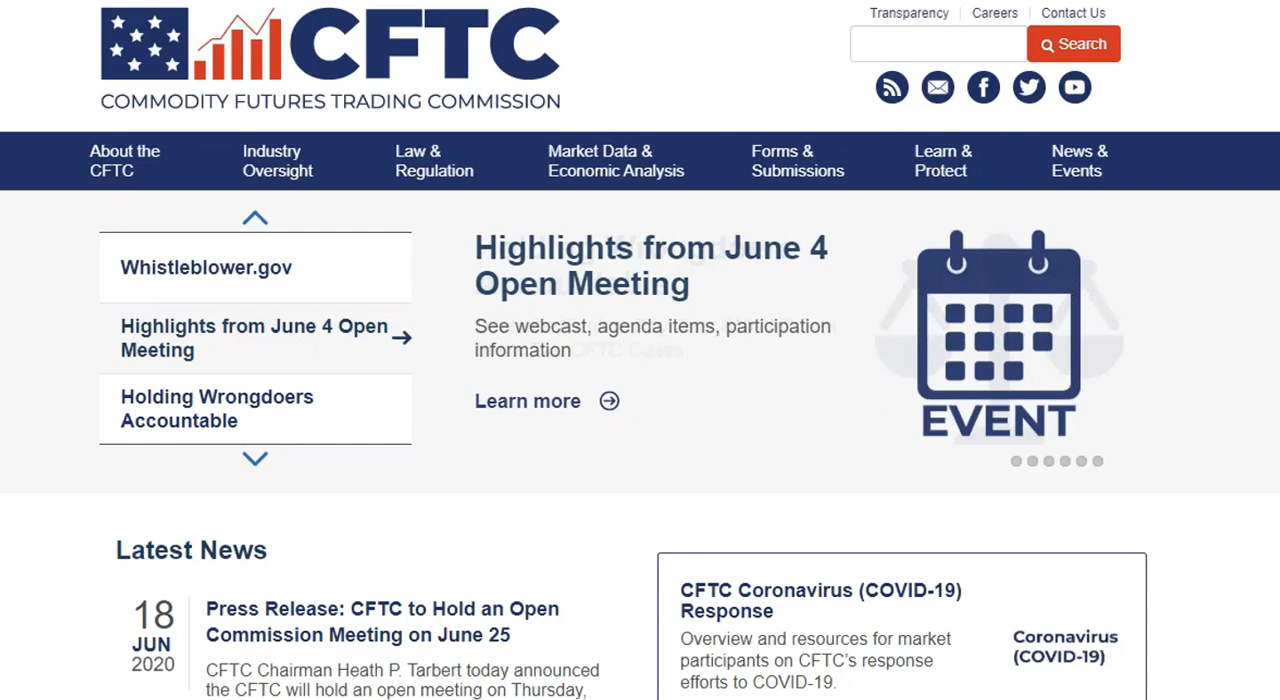 CFTC
COMMODITY FUTURES TRADING COMMISSION
Transparency
Careers
Contact Us
Search
About the
CFTC
Industry
Oversight
Law &
Regulation
Market Data &
Economic Analysis
Forms &
Submissions
Learn &
Protect
News &
Events
Whistleblower.gov
Highlights from June 4 Open
Meeting
Holding Wrongdoers
Accountable
Highlights from June 4
Open Meeting
See webcast, agenda items, participation
information
Learn more
EVENT
Latest News
18
JUN
2020
Press Release: CFTC to Hold an Open
Commission Meeting on June 25
CFTC Chairman Heath P. Tarbert today announced
the CFTC will hold an open meeting on Thursday,
CFTC Coronavirus (COVID-19)
Response
Overview and resources for market
participants on CFTC’s response
efforts to COVID-19.
Coronavirus
(COVID-19)